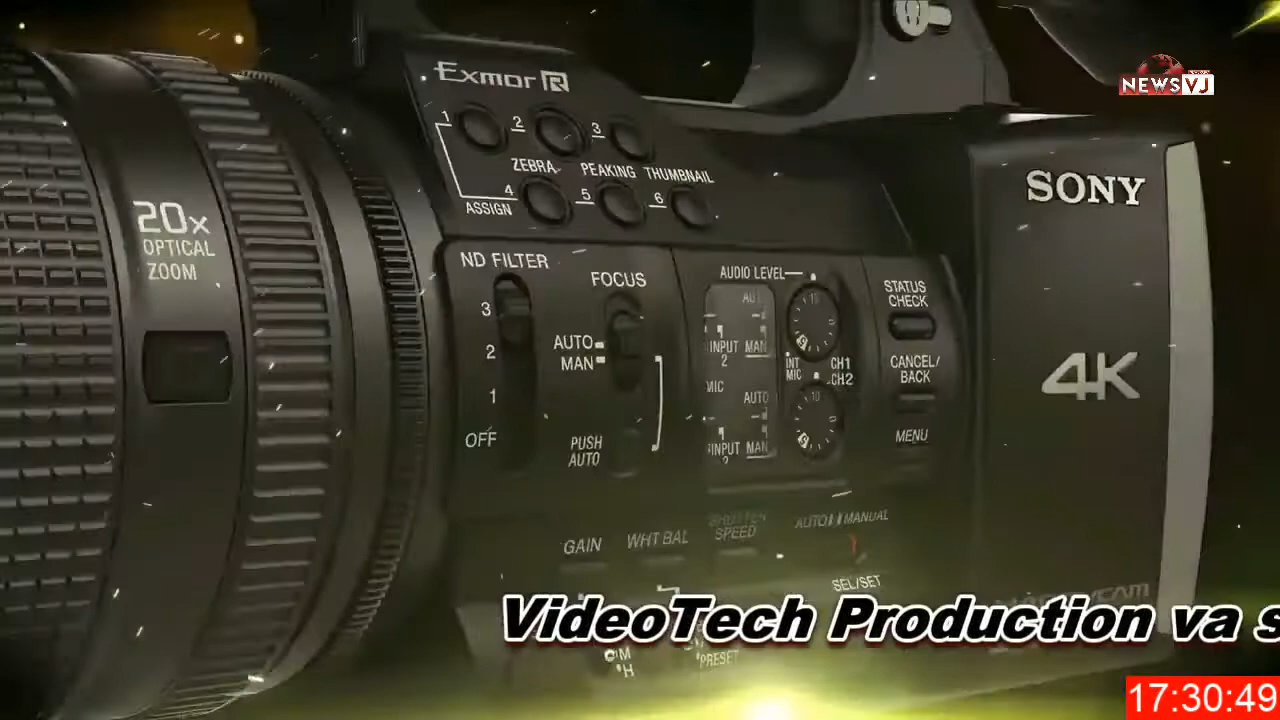 NEWSVJ
Exmor R
1 2 3
ZEBRA PEAKING THUMBNAIL
4 5 6
ASSIGN
SONY
20x
OPTICAL
ZOOM
ND FILTER
3
2
1
OFF
FOCUS
AUTO
MAN
PUSH
AUTO
AUDIO LEVEL
INPUT MAN
2
INT
MIC
CH1
CH2
MIC
AUTO
INPUT MAN
10
STATUS
CHECK
CANCEL/
BACK
MENU
4K
GAIN
WHT BAL
SHUTTER
SPEED
AUTO MANUAL
SEL/SET
VideoTech Production va s
M
H
PRESET
17:30:49